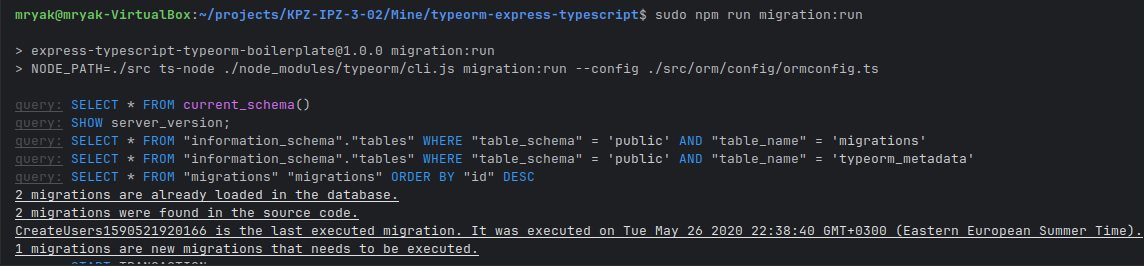 mryak@mryak-VirtualBox:~/projects/KPZ-IPZ-3-02/Mine/typeorm-express-typescript$ sudo npm run migration:run
> express-typescript-typeorm-boilerplate@1.0.0 migration:run
> NODE_PATH=./src ts-node ./node_modules/typeorm/cli.js migration:run --config ./src/orm/config/ormconfig.ts
query: SELECT * FROM current_schema()
query: SHOW server_version;
query: SELECT * FROM "information_schema"."tables" WHERE "table_schema" = 'public' AND "table_name" = 'migrations'
query: SELECT * FROM "information_schema"."tables" WHERE "table_schema" = 'public' AND "table_name" = 'typeorm_metadata'
query: SELECT * FROM "migrations" "migrations" ORDER BY "id" DESC
2 migrations are already loaded in the database.
2 migrations were found in the source code.
CreateUsers1590521920166 is the last executed migration. It was executed on Tue May 26 2020 22:38:40 GMT+0300 (Eastern European Summer Time).
1 migrations are new migrations that needs to be executed.
START TRANSACTION